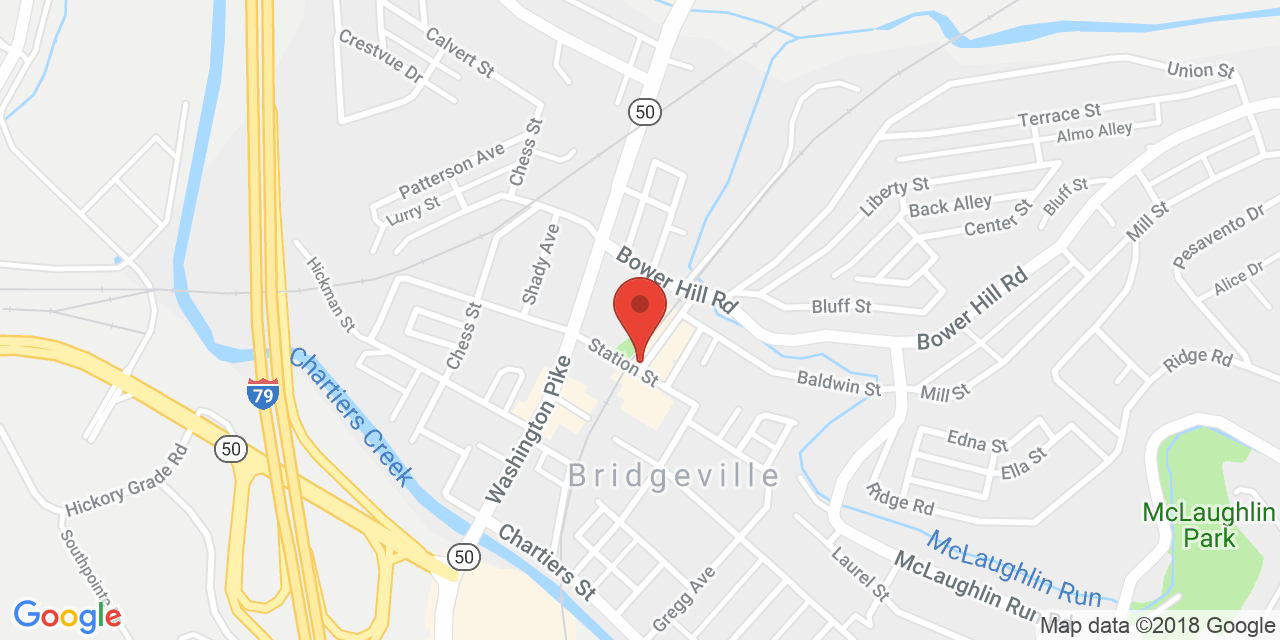 Calvert St
Crestvue Dr
Union St
50
Terrace St
Almo Alley
Chess St
Patterson Ave
Liberty St
Bluff St
Back Alley
Lurry St
Center St
Mill St
Pesavento Dr
Shady Ave
Hickman St
Bower Hill Rd
Alice Dr
Bluff St
Bower Hill Rd
Chess St
Station St
Ridge Rd
Chartiers Creek
Baldwin St
Mill St
79
Washington Pike
50
Edna St
Ella St
Hickory Grade Rd
Bridgeville
Ridge Rd
McLaughlin
Park
Southpointe
50
Chartiers St
Laurel St
McLaughlin Run
McLaughlin Run Rd
Gregg Ave
Google
Map data ©2018 Google